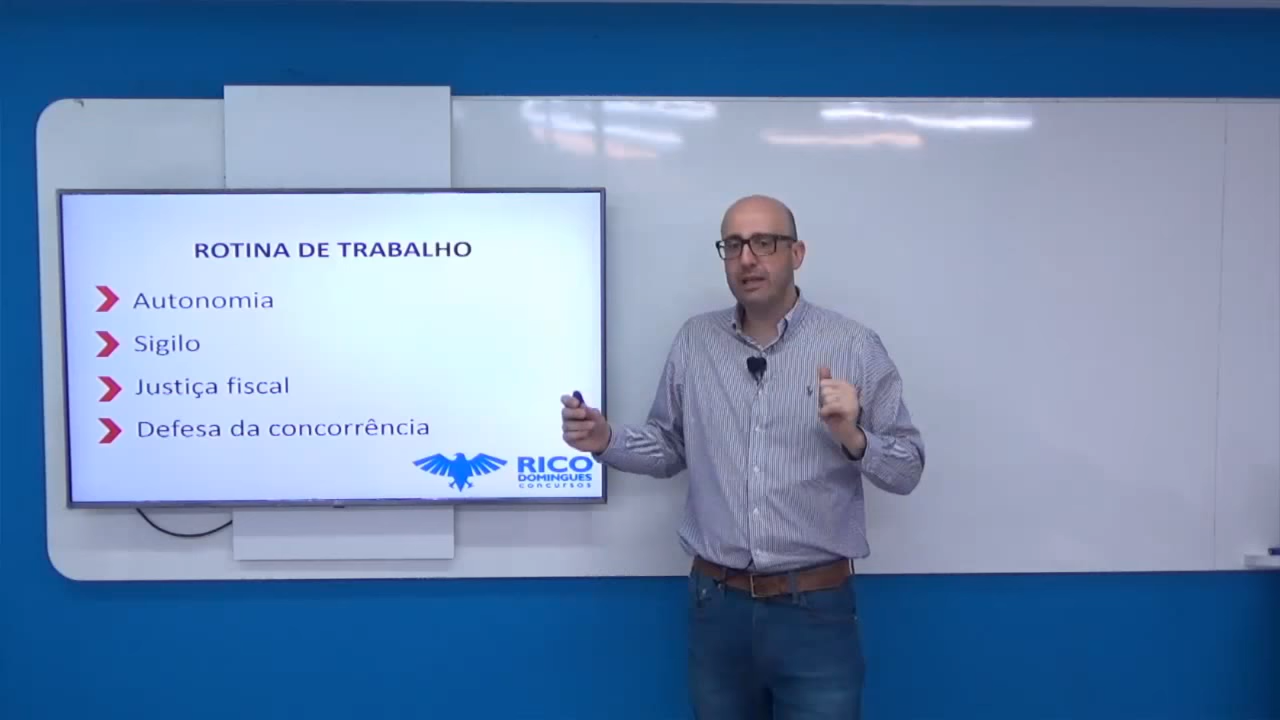 ROTINA DE TRABALHO
Autonomia
Sigilo
Justiça fiscal
Defesa da concorrência
RICO
DOMINGUES
concursos